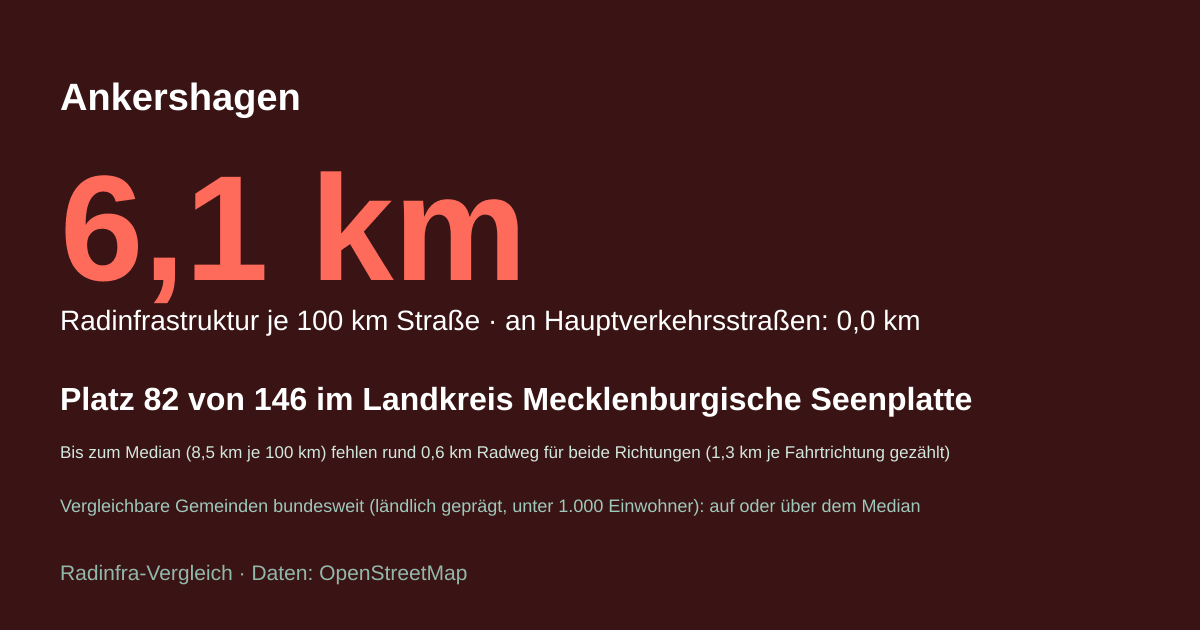 Ankershagen
6,1 km
Radinfrastruktur je 100 km Straße · an Hauptverkehrsstraßen: 0,0 km
Platz 82 von 146 im Landkreis Mecklenburgische Seenplatte
Bis zum Median (8,5 km je 100 km) fehlen rund 0,6 km Radweg für beide Richtungen (1,3 km je Fahrtrichtung gezählt)
Vergleichbare Gemeinden bundesweit (ländlich geprägt, unter 1.000 Einwohner): auf oder über dem Median
Radinfra-Vergleich · Daten: OpenStreetMap